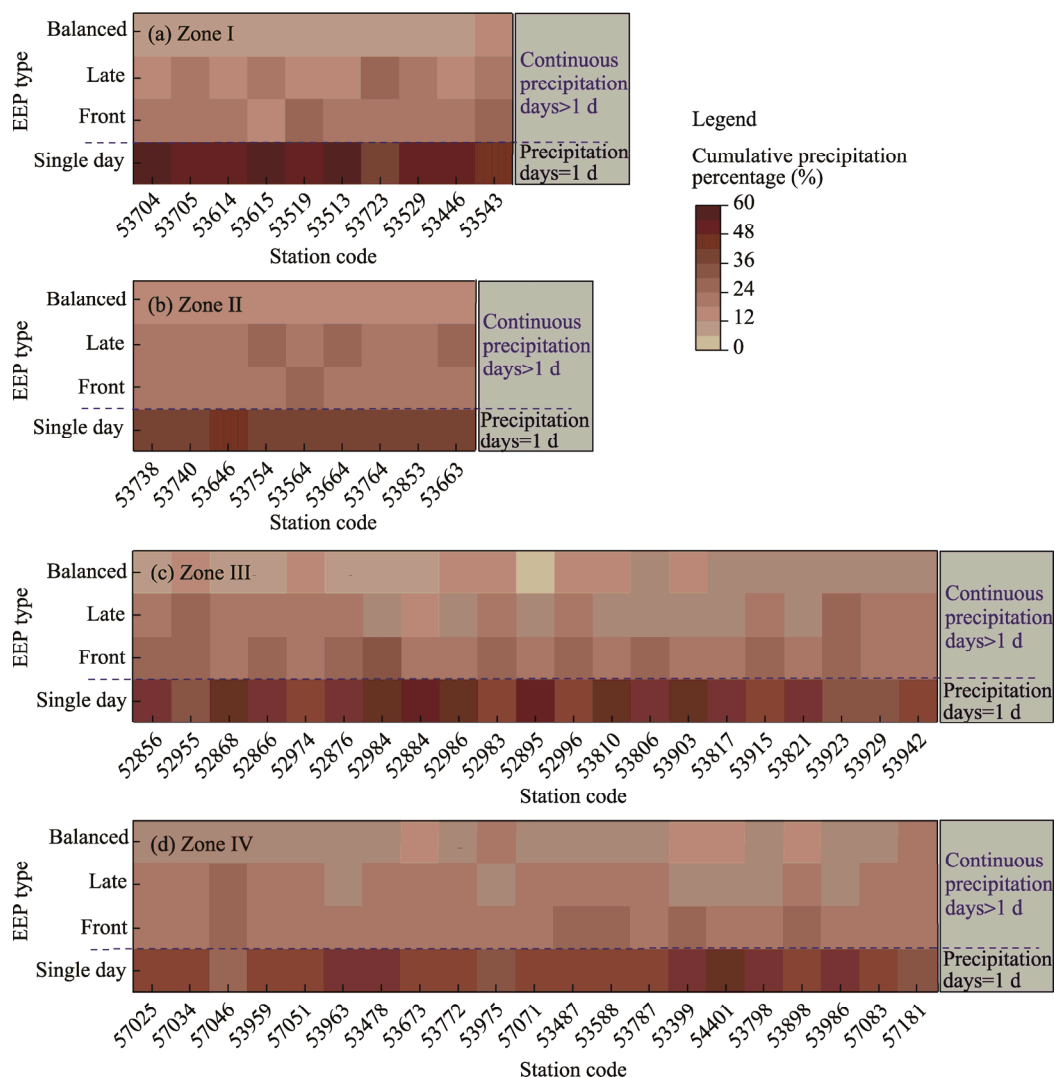 (a) Zone I
EEP type
Balanced
Late
Front
Single day
Continuous
precipitation
days>1 d
Precipitation
days=1 d
53704
53705
53614
53615
53519
53513
53723
53529
53446
53543
Station code
Legend
Cumulative precipitation
percentage (%)
60
48
36
24
12
0
(b) Zone II
EEP type
Balanced
Late
Front
Single day
Continuous
precipitation
days>1 d
Precipitation
days=1 d
53738
53740
53646
53754
53564
53664
53764
53853
53663
Station code
(c) Zone III
EEP type
Balanced
Late
Front
Single day
Continuous
precipitation
days>1 d
Precipitation
days=1 d
52856
52955
52868
52866
52974
52876
52984
52884
52986
52983
52895
52996
53810
53806
53903
53817
53915
53821
53923
53929
53942
Station code
(d) Zone IV
EEP type
Balanced
Late
Front
Single day
Continuous
precipitation
days>1 d
Precipitation
days=1 d
57025
57034
57046
53959
57051
53963
53478
53673
53772
53975
57071
53487
53588
53787
53399
54401
53798
53898
53986
57083
57181
Station code